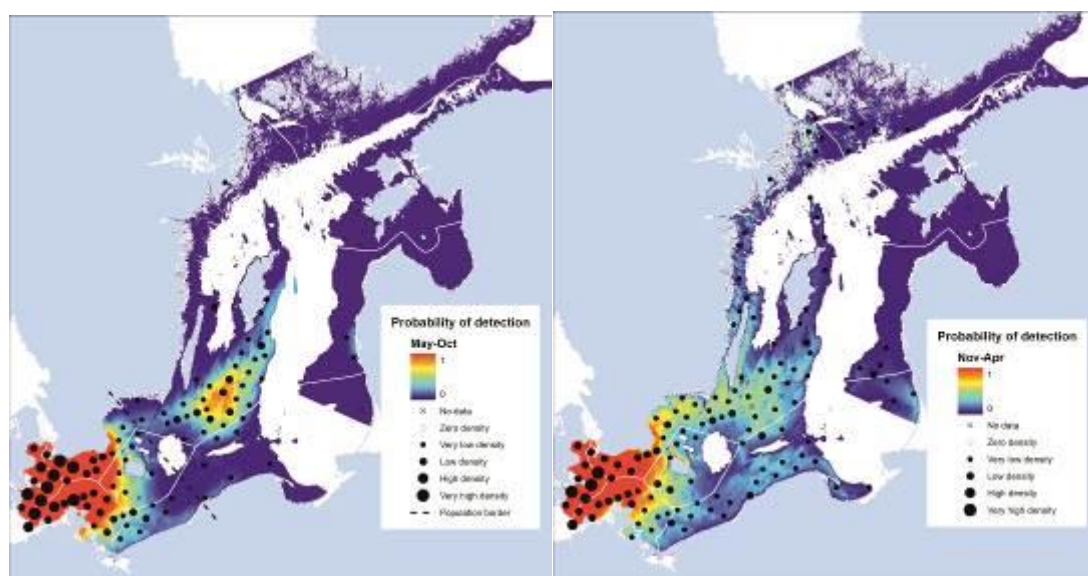 Probability of detection
May-Oct
1
0
No data
Zero density
Very low density
Low density
High density
Very high density
Population border
Probability of detection
Nov-Apr
1
0
No data
Zero density
Very low density
Low density
High density
Very high density